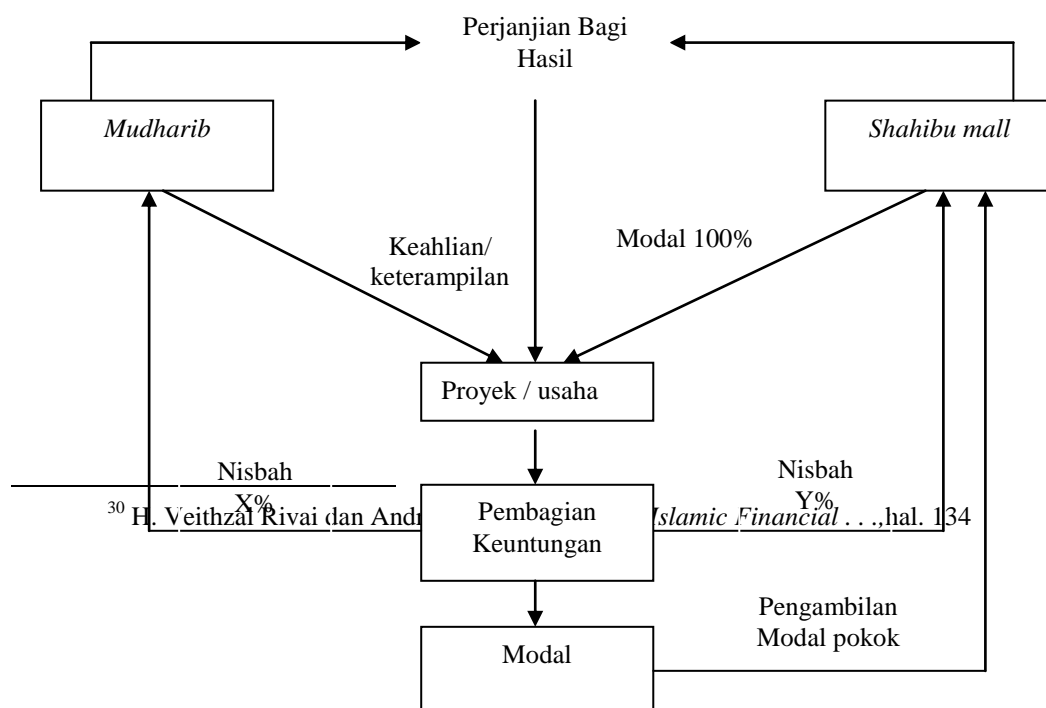 Perjanjian Bagi
Hasil
Mudharib
Shahibu mall
Keahlian/
keterampilan
Modal 100%
Proyek / usaha
Nisbah
X%
Nisbah
Y%
30 H. Veithzal Rivai dan Islamic Financial . . .,hal. 134
Pembagian
Keuntungan
Pengambilan
Modal pokok
Modal